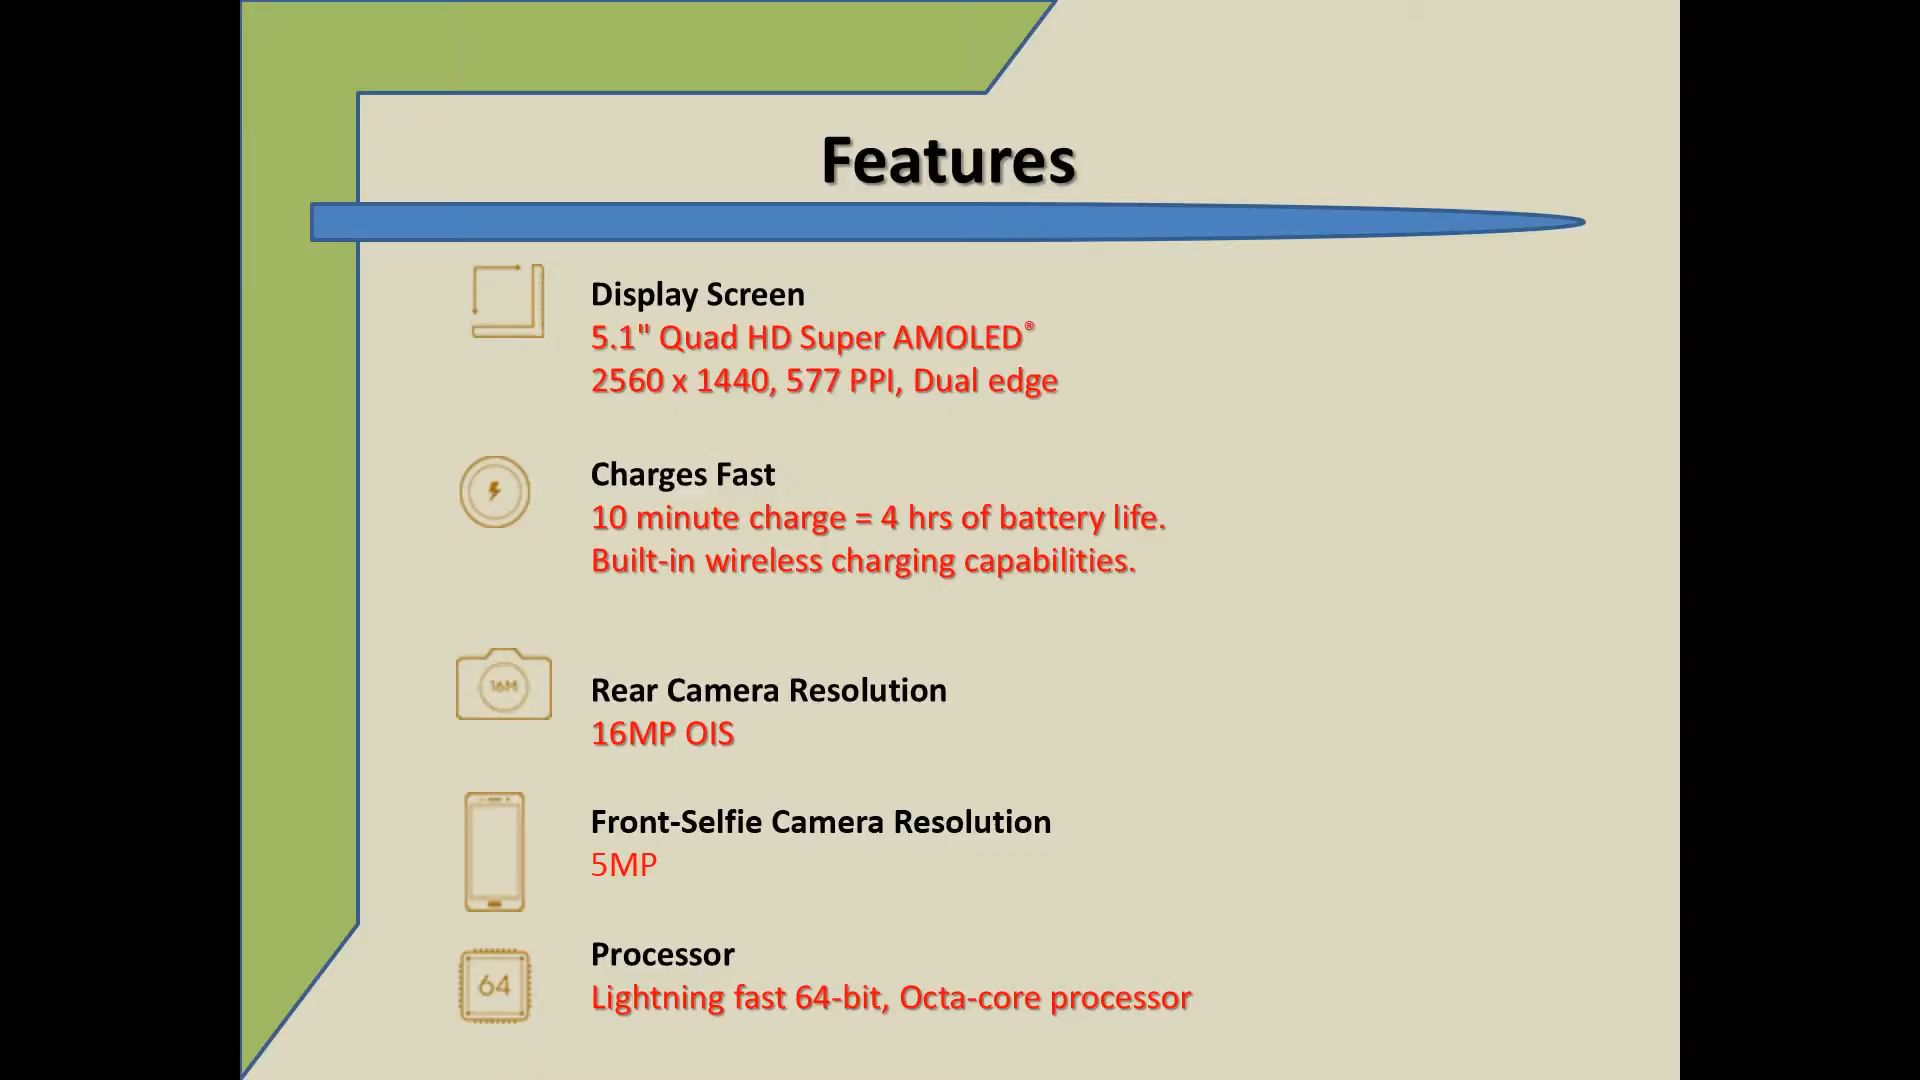 Features
Display Screen
5.1" Quad HD Super AMOLED®
2560 x 1440, 577 PPI, Dual edge
Charges Fast
10 minute charge = 4 hrs of battery life.
Built-in wireless charging capabilities.
16M
Rear Camera Resolution
16MP OIS
Front-Selfie Camera Resolution
5MP
Processor
64
Lightning fast 64-bit, Octa-core processor